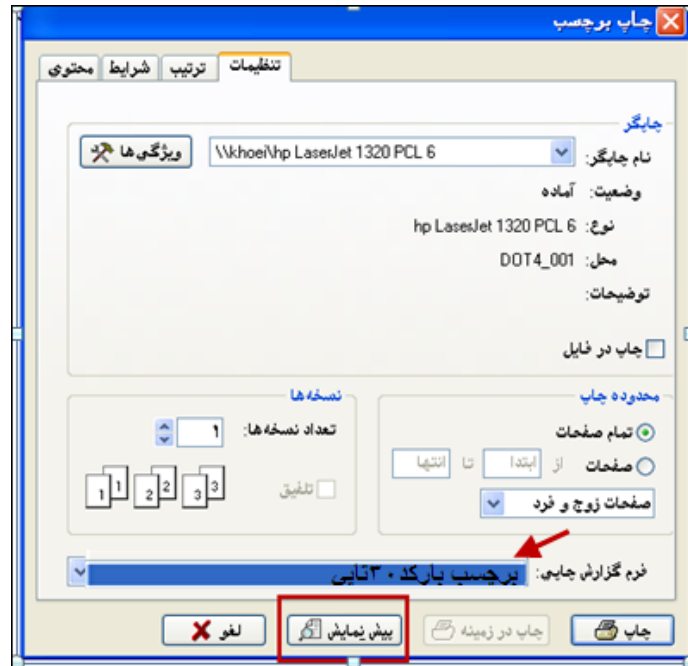 چاپ برچسب
تنظیمات ترتیب شرایط محتوی
چاپگر
نام چاپگر: \\khoei\hp LaserJet 1320 PCL 6 ویژگی ها
وضعیت: آماده
نوع: hp LaserJet 1320 PCL 6
محل: DOT4_001
توضیحات:
چاپ در فایل
محدوده چاپ
تمام صفحات
صفحات از ابتدا تا انتها
صفحات زوج و فرد
نسخه ها
تعداد نسخه ها: ۱
تلفیق
1 1 2 2 3 3
فرم گزارش چاپی: برچسب بارکد ۳۰تایی
چاپ چاپ در زمینه پیش نمایش لغو